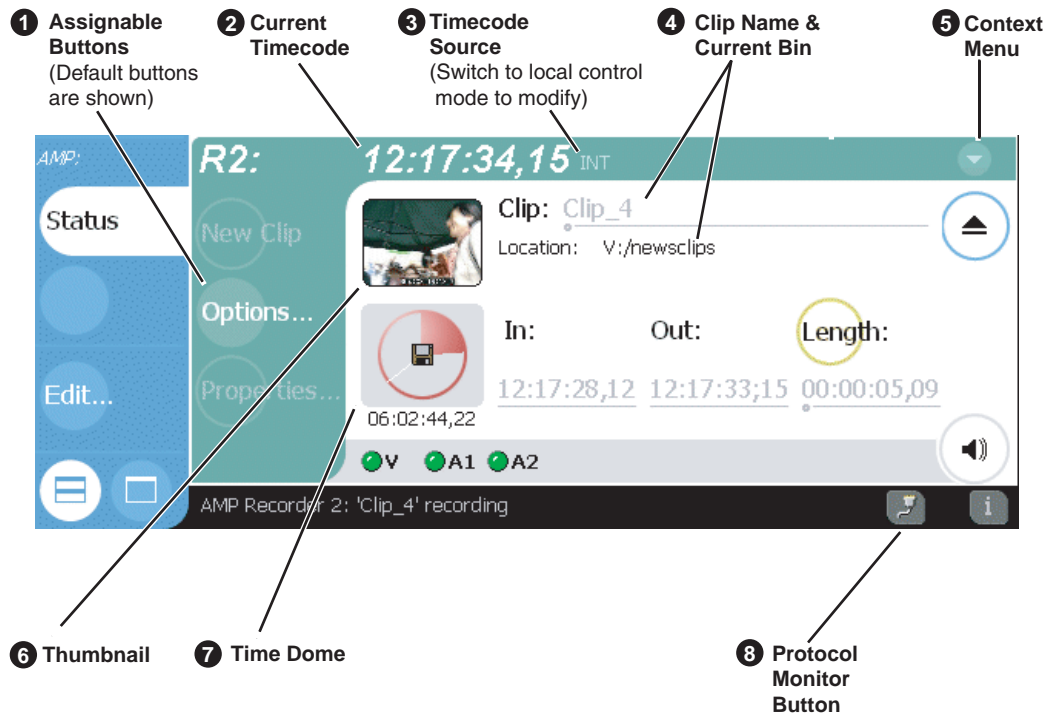 1 Assignable
Buttons
(Default buttons
are shown)
2 Current
Timecode
3 Timecode
Source
(Switch to local control
mode to modify)
4 Clip Name &
Current Bin
5 Context
Menu
AMP:
R2:
12:17:34,15 INT
Status
New Clip
Clip: Clip_4
Location: V:/newsclips
Options...
In:
Out:
Length:
Edit...
Properties...
12:17:28,12
12:17:33;15
00:00:05,09
06:02:44,22
V
A1
A2
AMP Recorder 2: 'Clip_4' recording
i
6 Thumbnail
7 Time Dome
8 Protocol
Monitor
Button